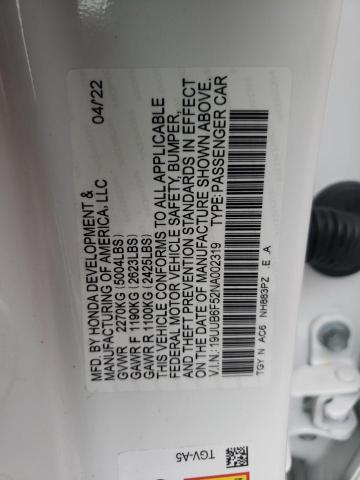 MFD. BY HONDA DEVELOPMENT & 04/22
MANUFACTURING OF AMERICA, LLC
GVWR 2270KG (5004LBS)
GAWR F 1190KG (2623LBS)
GAWR R 1100KG (2425LBS)
THIS VEHICLE CONFORMS TO ALL APPLICABLE
FEDERAL MOTOR VEHICLE SAFETY, BUMPER,
AND THEFT PREVENTION STANDARDS IN EFFECT
ON THE DATE OF MANUFACTURE SHOWN ABOVE.
V.I.N.: 19UUB6F52NA002319 TYPE: PASSENGER CAR
TGY N AC6 NH883PZ .E .A
TGV-A5